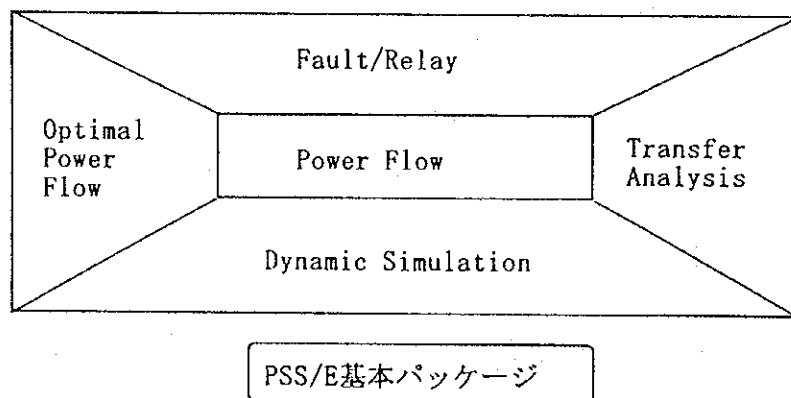 Fault/Relay
Optimal
Power
Flow
Power Flow
Transfer
Analysis
Dynamic Simulation
PSS/E基本パッケージ